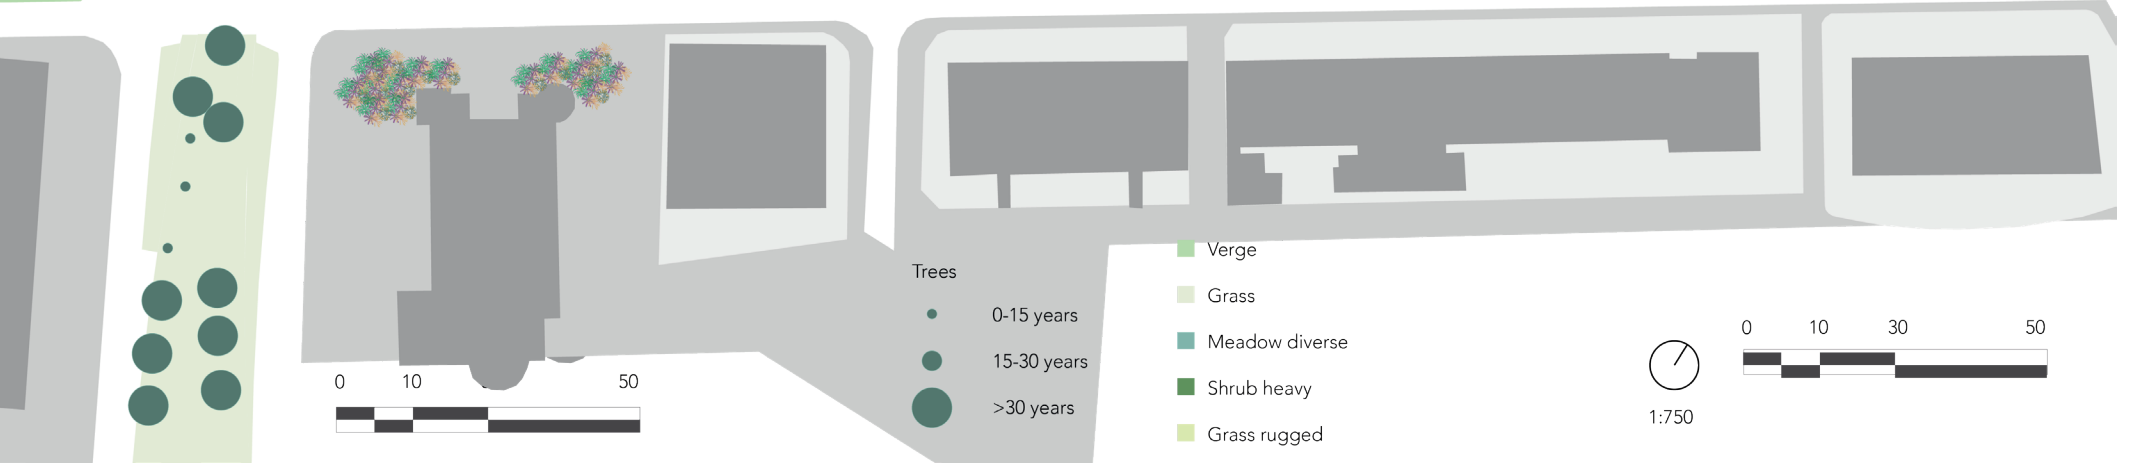 Verge
Trees
Grass
0-15 years
0 10 30 50
Meadow diverse
15-30 years
0 10 50
Shrub heavy
>30 years
1:750
Grass rugged